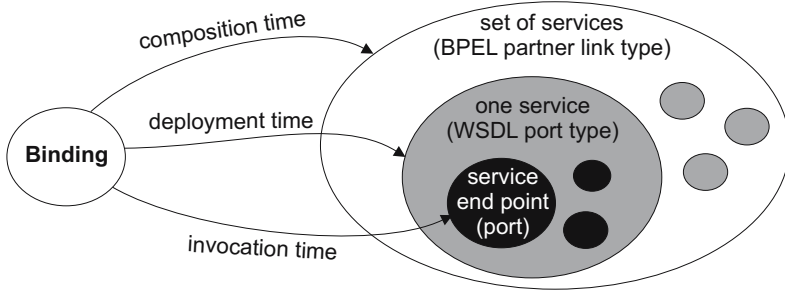 composition time
set of services
(BPEL partner link type)
deployment time
one service
(WSDL port type)
Binding
service
end point
(port)
invocation time